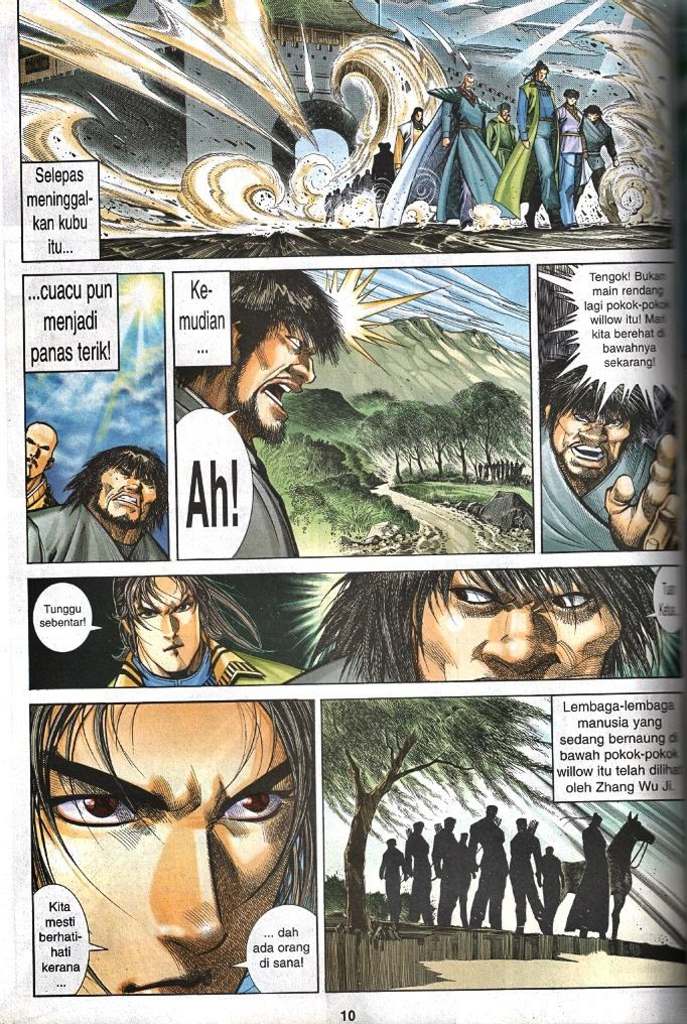 Selepas
meninggal-
kan kubu
itu...
...cuacu pun
menjadi
panas terik!
Ke-
mudian
...
Ah!
Tengok! Bukan
main rendang
lagi pokok-pokok
willow itu! Mari
kita berehat di
bawahnya
sekarang!
Tunggu
sebentar!
Tuan
Ketua...
Kita
mesti
berhati-
hati
kerana
...
... dah
ada orang
di sana!
Lembaga-lembaga
manusia yang
sedang bernaung di
bawah pokok-pokok
willow itu telah dilihat
oleh Zhang Wu Ji.
10